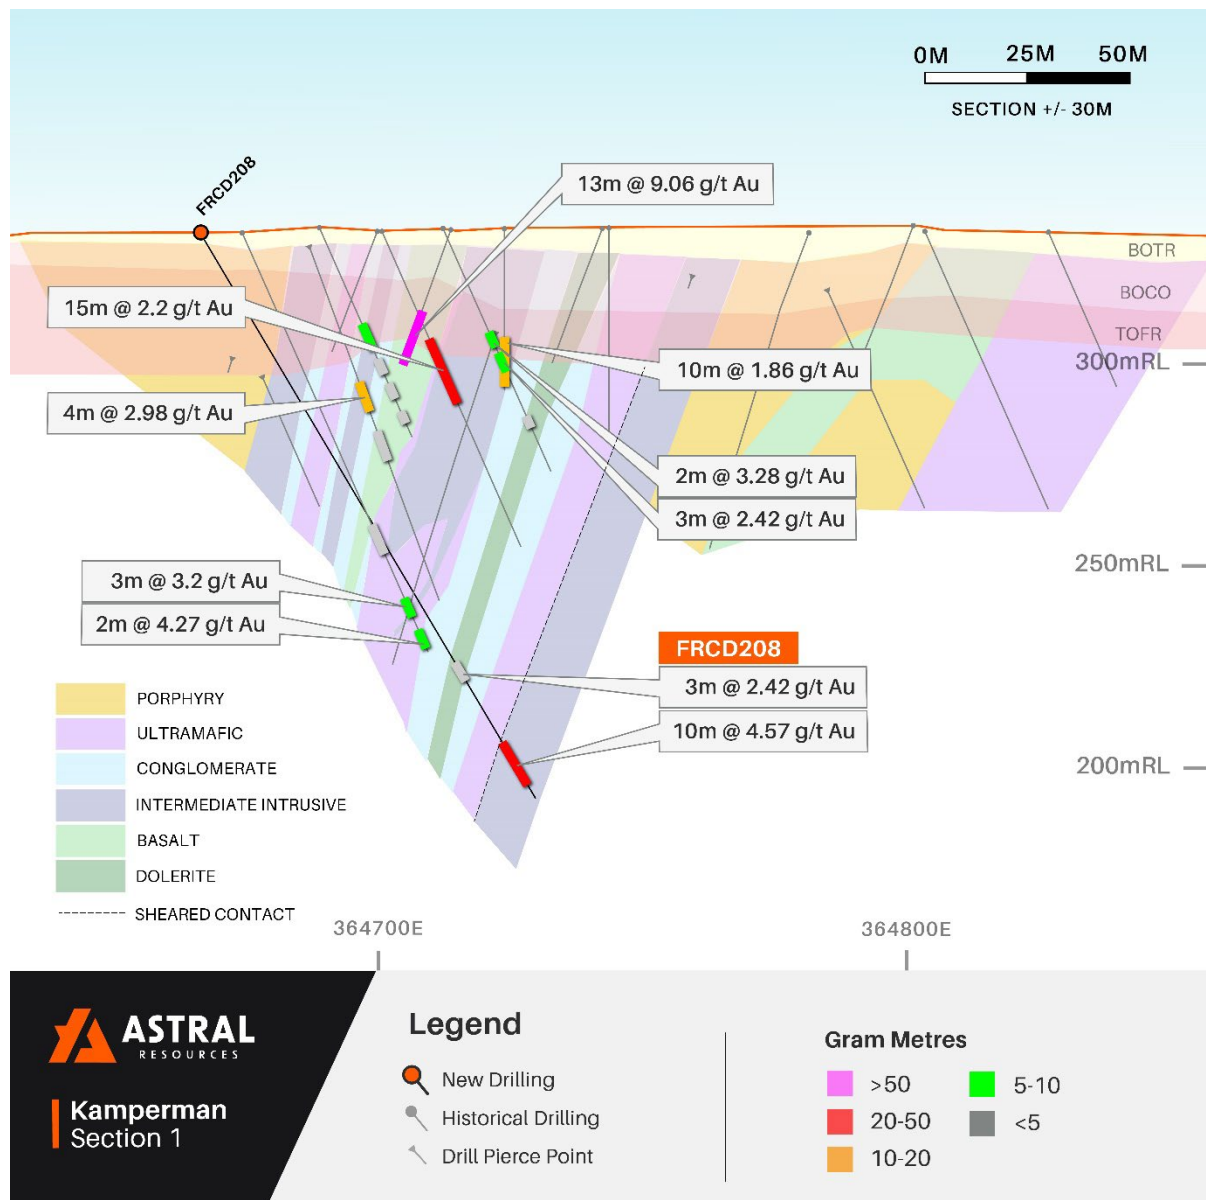 0M 25M 50M
SECTION +/- 30M
FRCD208
13m @ 9.06 g/t Au
BOTR
BOCO
TOFR
15m @ 2.2 g/t Au
300mRL
10m @ 1.86 g/t Au
4m @ 2.98 g/t Au
2m @ 3.28 g/t Au
3m @ 2.42 g/t Au
250mRL
3m @ 3.2 g/t Au
2m @ 4.27 g/t Au
FRCD208
3m @ 2.42 g/t Au
10m @ 4.57 g/t Au
200mRL
PORPHYRY
ULTRAMAFIC
CONGLOMERATE
INTERMEDIATE INTRUSIVE
BASALT
DOLERITE
SHEARED CONTACT
364700E 364800E
ASTRAL
RESOURCES
Kamperman
Section 1
Legend
New Drilling
Historical Drilling
Drill Pierce Point
Gram Metres
>50 5-10
20-50 <5
10-20